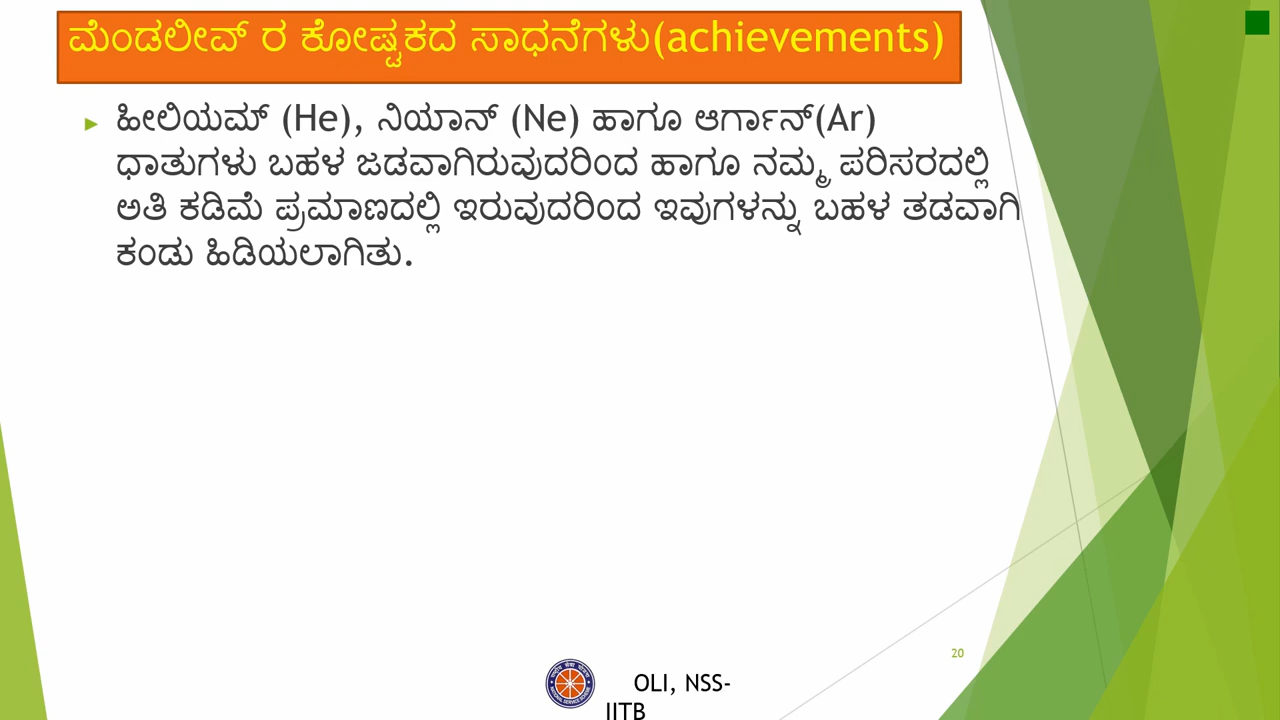 ಮೆಂಡಲೀವ್ ರ ಕೋಷ್ಟಕದ ಸಾಧನೆಗಳು(achievements)
ಹೀಲಿಯಮ್ (He), ನಿಯಾನ್ (Ne) ಹಾಗೂ ಆರ್ಗಾನ್(Ar)
ಧಾತುಗಳು ಬಹಳ ಜಡವಾಗಿರುವುದರಿಂದ ಹಾಗೂ ನಮ್ಮ ಪರಿಸರದಲ್ಲಿ
ಅತಿ ಕಡಿಮೆ ಪ್ರಮಾಣದಲ್ಲಿ ಇರುವುದರಿಂದ ಇವುಗಳನ್ನು ಬಹಳ ತಡವಾಗಿ
ಕಂಡು ಹಿಡಿಯಲಾಗಿತು.
20
OLI, NSS-
IITB